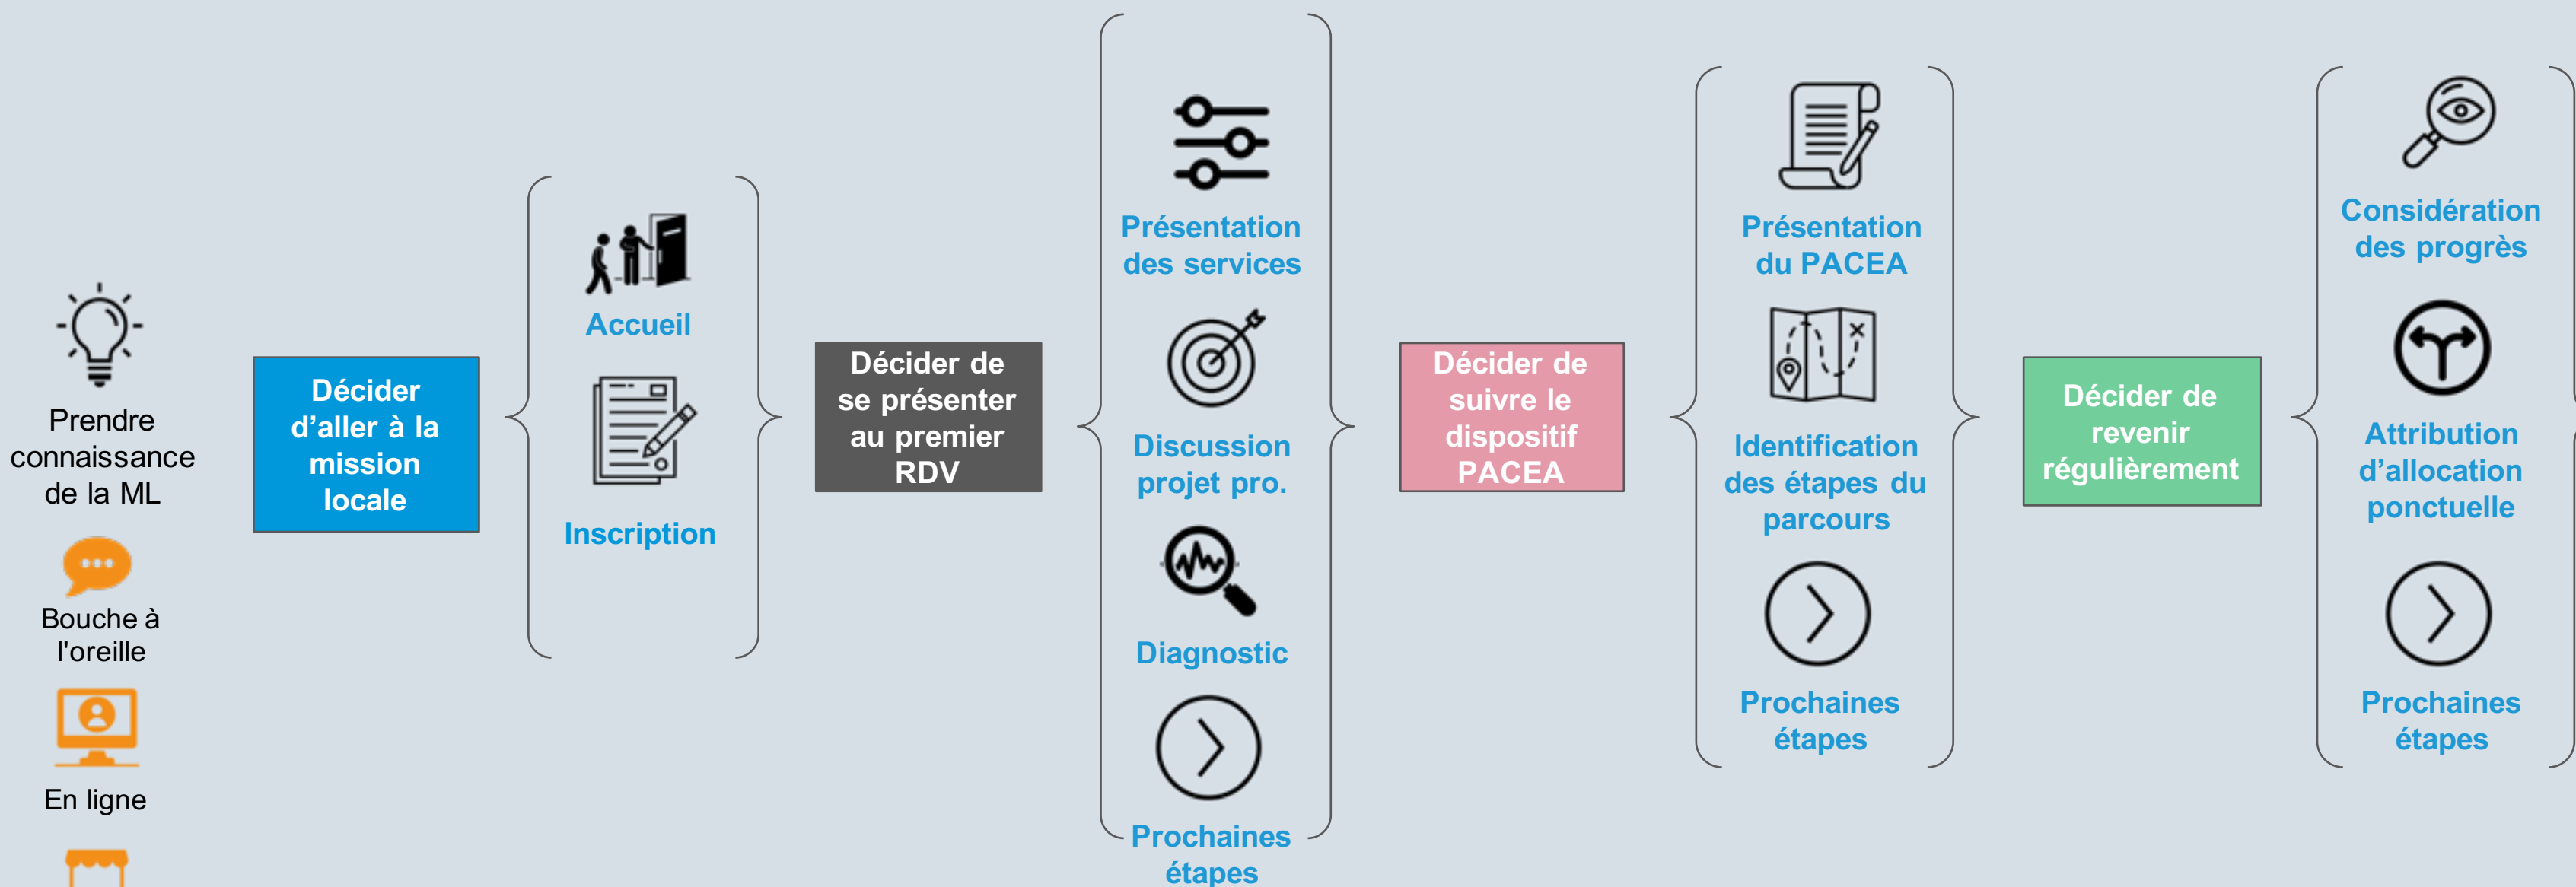 Prendre
connaissance
de la ML
Bouche à
l'oreille
En ligne
Décider
d’aller à la
mission
locale
Accueil
Inscription
Décider de
se présenter
au premier
RDV
Présentation
des services
Discussion
projet pro.
Diagnostic
Prochaines
étapes
Décider de
suivre le
dispositif
PACEA
Présentation
du PACEA
Identification
des étapes du
parcours
Prochaines
étapes
Décider de
revenir
régulièrement
Considération
des progrès
Attribution
d’allocation
ponctuelle
Prochaines
étapes